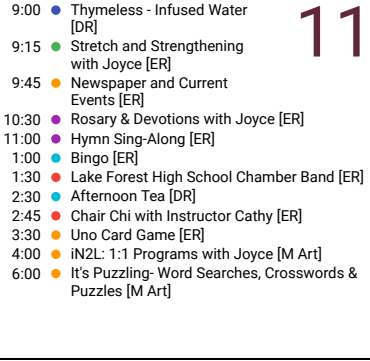 11
9:00 Thymeless - Infused Water
[DR]
9:15 Stretch and Strengthening
with Joyce [ER]
9:45 Newspaper and Current
Events [ER]
10:30 Rosary & Devotions with Joyce [ER]
11:00 Hymn Sing-Along [ER]
1:00 Bingo [ER]
1:30 Lake Forest High School Chamber Band [ER]
2:30 Afternoon Tea [DR]
2:45 Chair Chi with Instructor Cathy [ER]
3:30 Uno Card Game [ER]
4:00 iN2L: 1:1 Programs with Joyce [M Art]
6:00 It's Puzzling- Word Searches, Crosswords &
Puzzles [M Art]